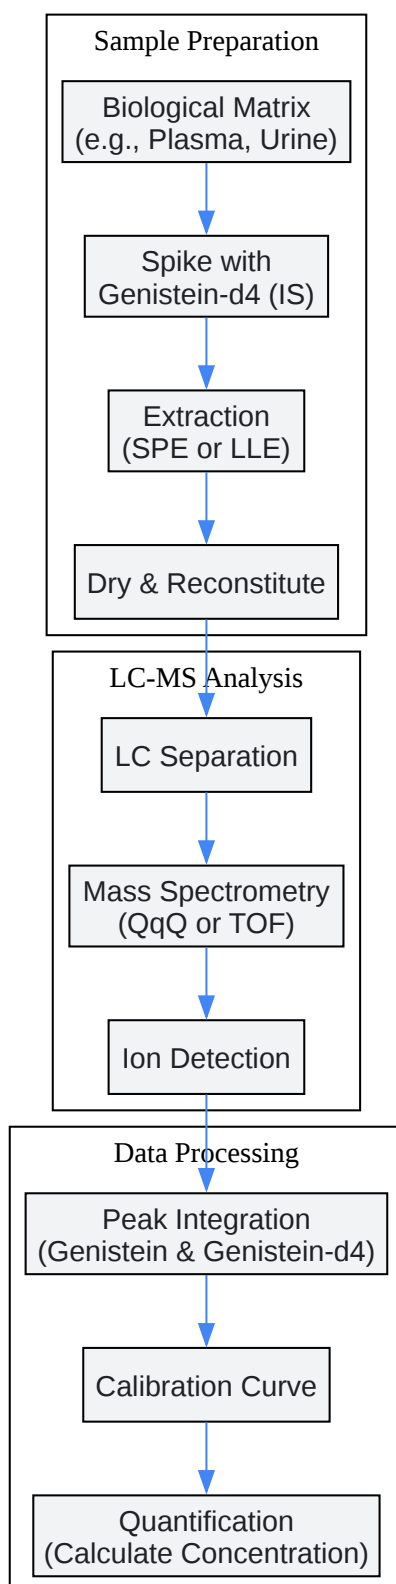 Sample Preparation
Biological Matrix
(e.g., Plasma, Urine)
Spike with
Genistein-d4 (IS)
Extraction
(SPE or LLE)
Dry & Reconstitute
LC-MS Analysis
LC Separation
Mass Spectrometry
(QqQ or TOF)
Ion Detection
Data Processing
Peak Integration
(Genistein & Genistein-d4)
Calibration Curve
Quantification
(Calculate Concentration)